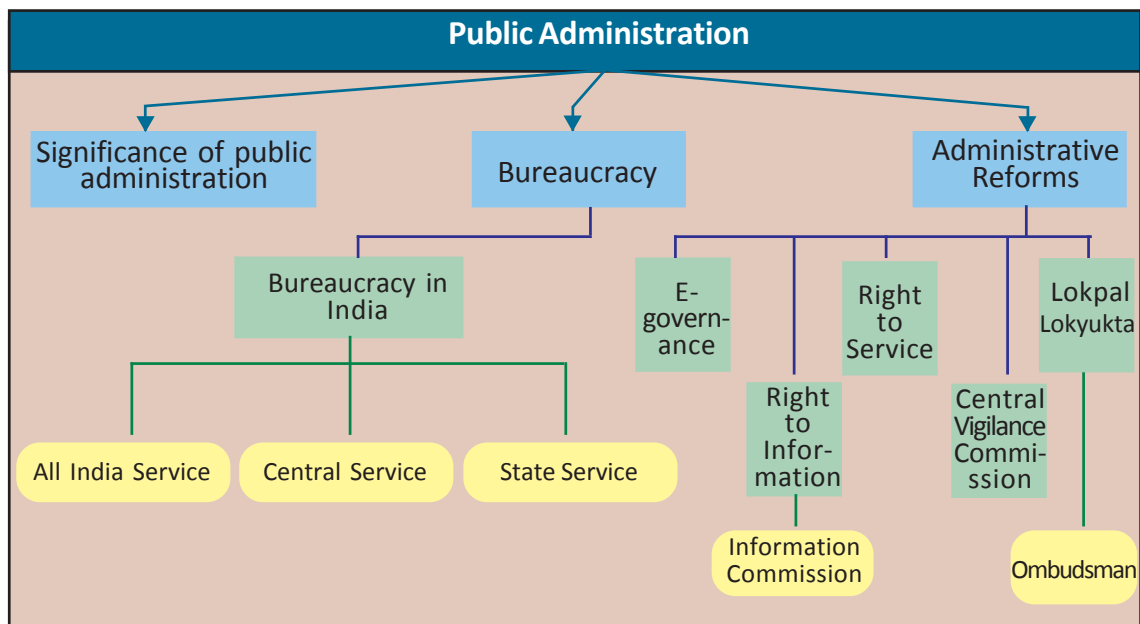 Public Administration
Significance of public
administration
Bureaucracy
Administrative
Reforms
Bureaucracy in
India
E-
govern-
ance
Right
to
Service
Lokpal
Lokyukta
Right
to
Infor-
mation
Central
Vigilance
Commi-
ssion
All India Service
Central Service
State Service
Information
Commission
Ombudsman